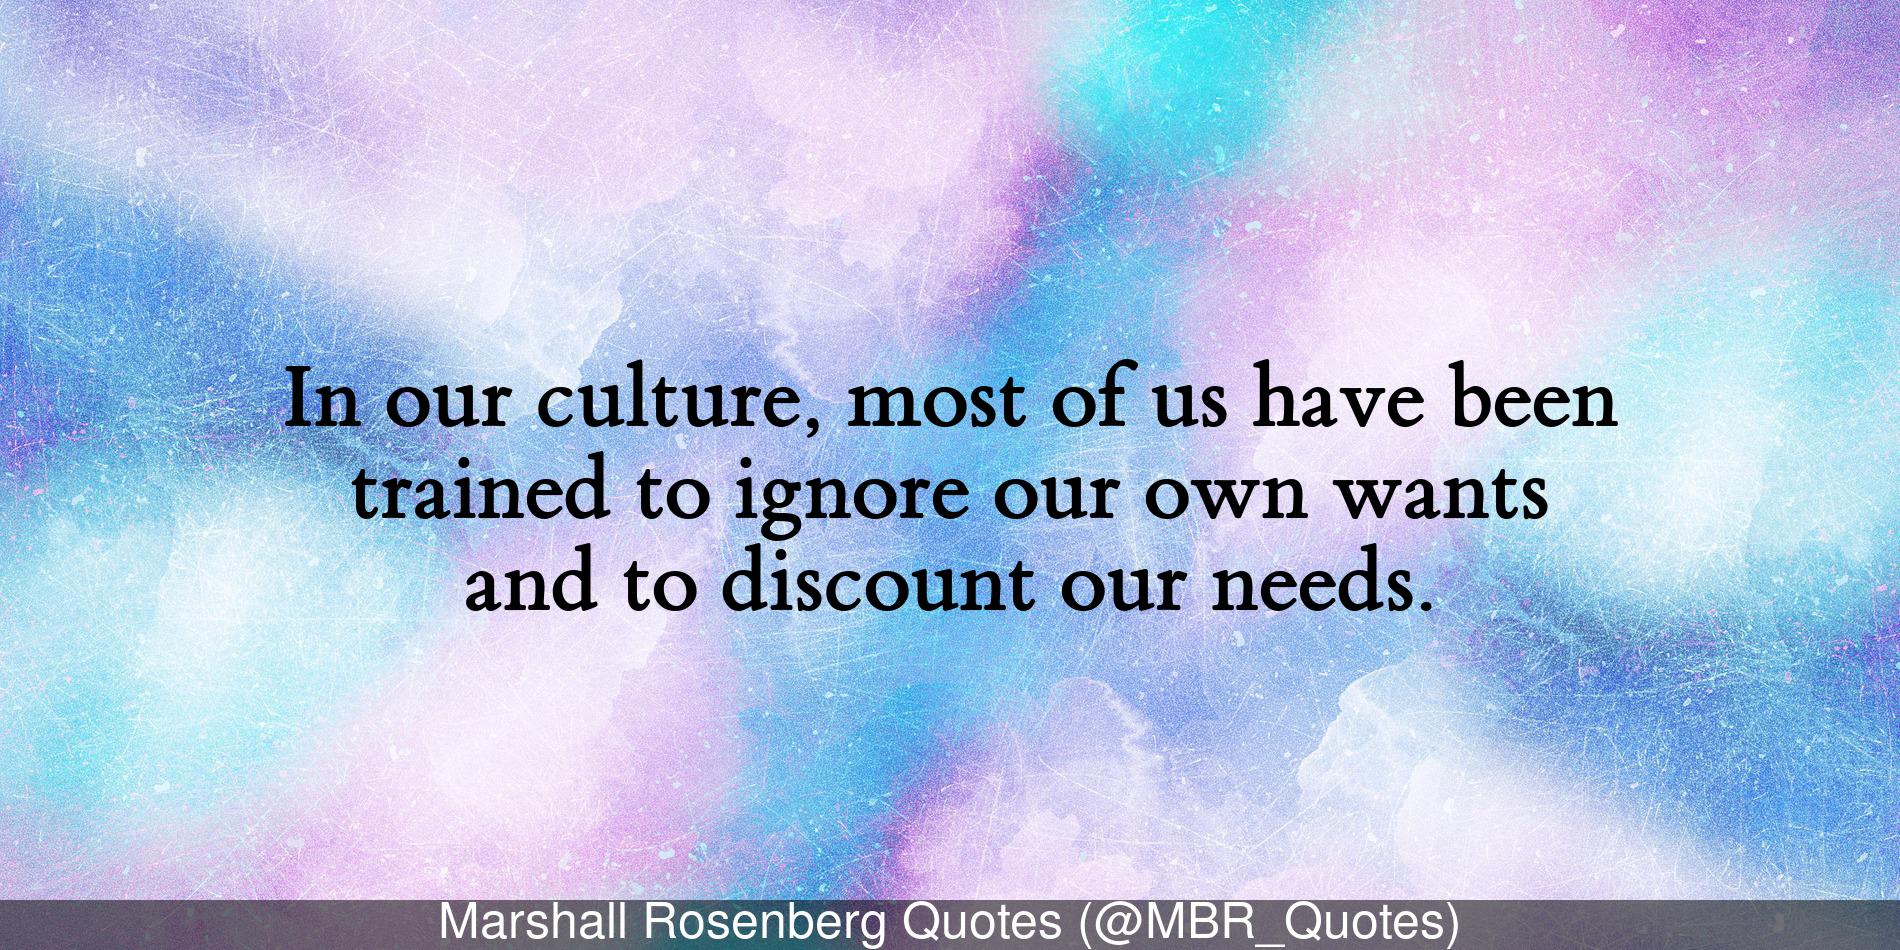 In our culture, most of us have been
trained to ignore our own wants
and to discount our needs.
Marshall Rosenberg Quotes (@MBR_Quotes)